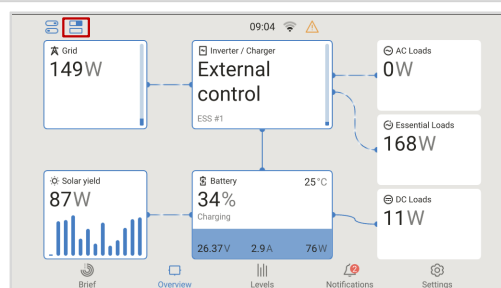 09:04
Grid
149W
Inverter / Charger
External
control
ESS #1
AC Loads
0W
Essential Loads
168W
Solar yield
87W
Battery
25°C
34%
Charging
26.37V 2.9A 76W
DC Loads
11W
2
Brief Overview Levels Notifications Settings